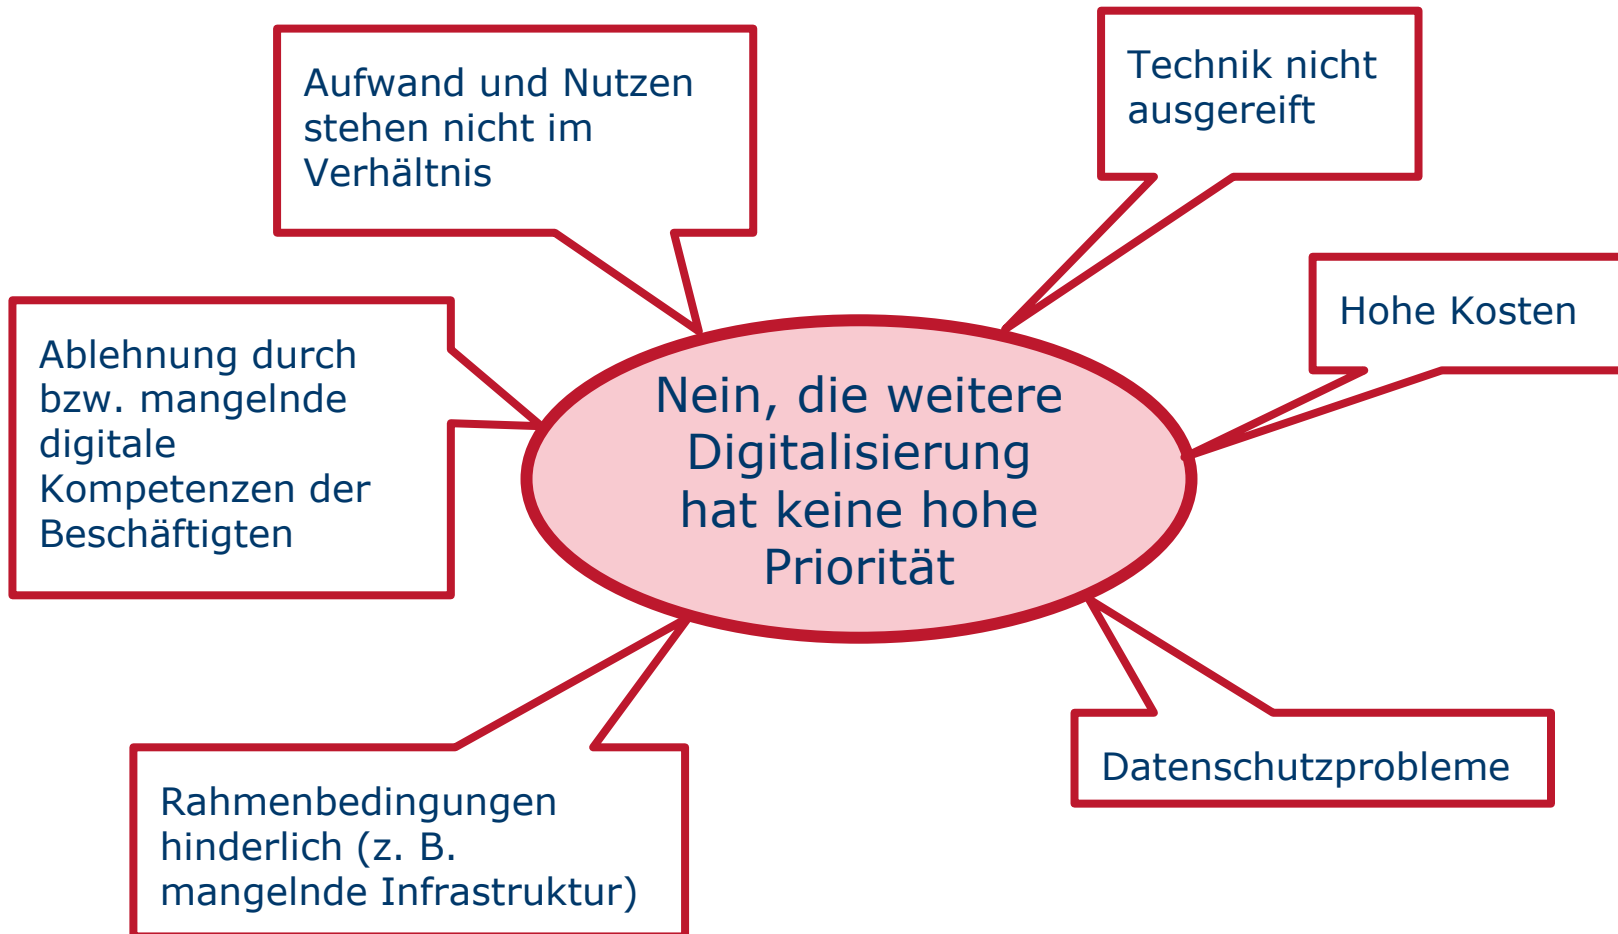 Aufwand und Nutzen
stehen nicht im
Verhältnis
Technik nicht
ausgereift
Hohe Kosten
Ablehnung durch
bzw. mangelnde
digitale
Kompetenzen der
Beschäftigten
Nein, die weitere
Digitalisierung
hat keine hohe
Priorität
Datenschutzprobleme
Rahmenbedingungen
hinderlich (z. B.
mangelnde Infrastruktur)